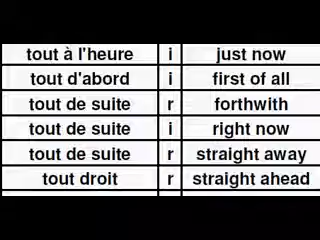 tout à l'heure i just now
tout d'abord i first of all
tout de suite r forthwith
tout de suite i right now
tout de suite r straight away
tout droit r straight ahead